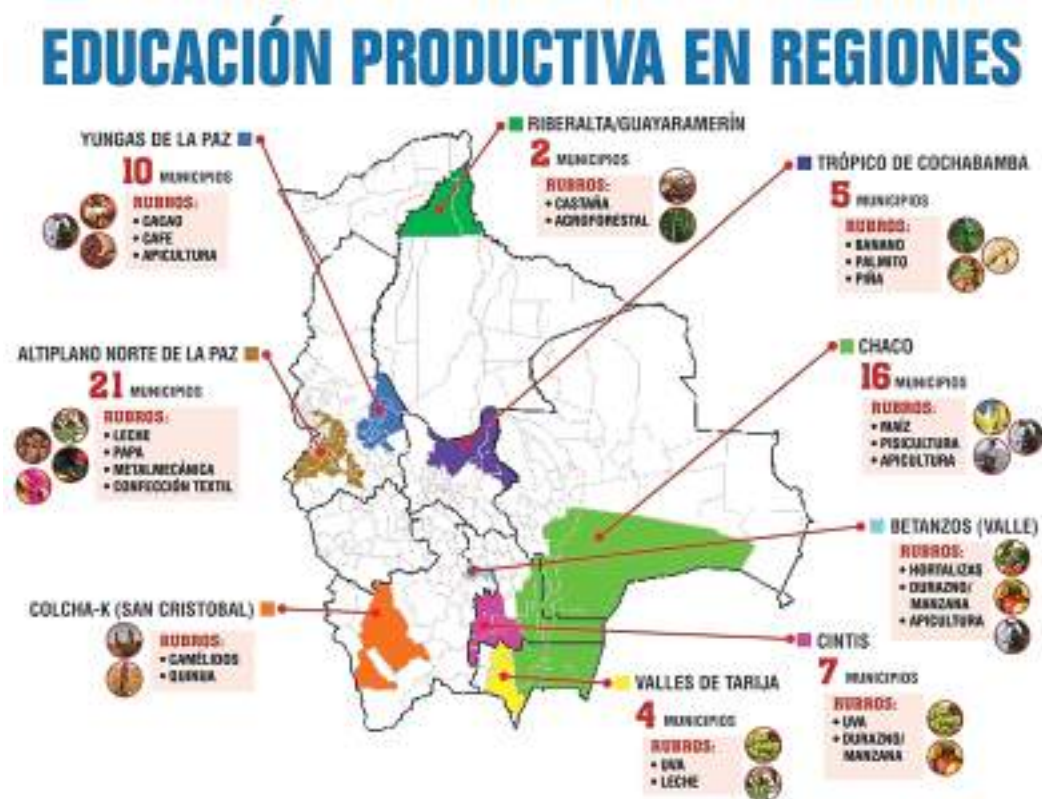 EDUCACIÓN PRODUCTIVA EN REGIONES
YUNGAS DE LA PAZ
10 MUNICIPIOS
RUBROS:
• CACAO
• CAFE
• APICULTURA
RIBERALTA/GUAYARAMERÍN
2 MUNICIPIOS
RUBROS:
• CASTAÑA
• AGROFORESTAL
TRÓPICO DE COCHABAMBA
5 MUNICIPIOS
RUBROS:
• BANANO
• PALMITO
• PIÑA
ALTIPLANO NORTE DE LA PAZ
21 MUNICIPIOS
RUBROS:
• LECHE
• PAPA
• METALMECÁNICA
• CONFECCIÓN TEXTIL
CHACO
16 MUNICIPIOS
RUBROS:
• MAÍZ
• PISICULTURA
• APICULTURA
BETANZOS (VALLE)
RUBROS:
• HORTALIZAS
• DURAZNO/
MANZANA
• APICULTURA
COLCHA-K (SAN CRISTOBAL)
RUBROS:
• CAMÉLIDOS
• QUINUA
CINTIS
7 MUNICIPIOS
RUBROS:
• UVA
• DURAZNO/
MANZANA
VALLES DE TARIJA
4 MUNICIPIOS
RUBROS:
• UVA
• LECHE